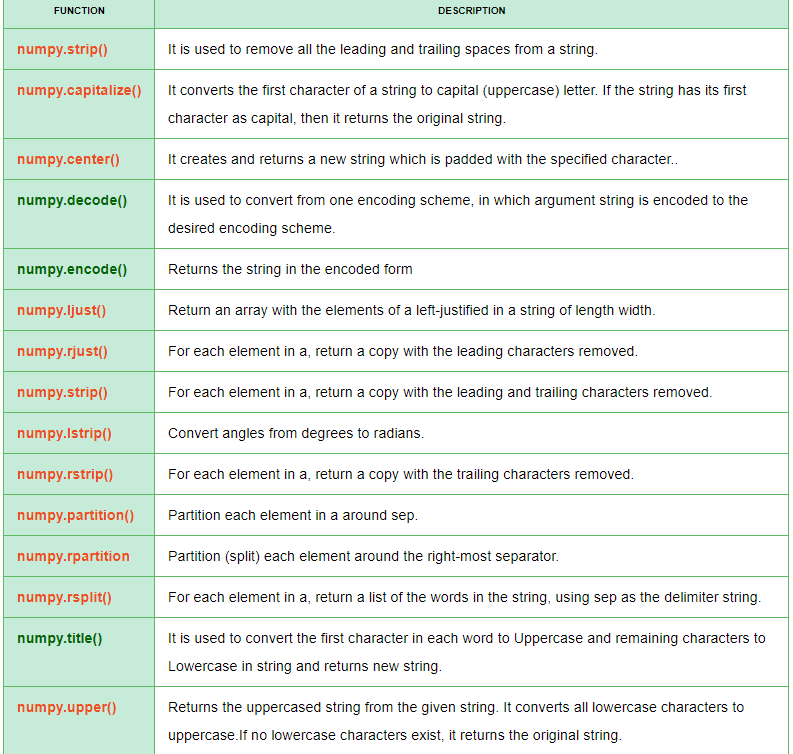 FUNCTION DESCRIPTION
numpy.strip() It is used to remove all the leading and trailing spaces from a string.
numpy.capitalize() It converts the first character of a string to capital (uppercase) letter. If the string has its first
character as capital, then it returns the original string.
numpy.center() It creates and returns a new string which is padded with the specified character..
numpy.decode() It is used to convert from one encoding scheme, in which argument string is encoded to the
desired encoding scheme.
numpy.encode() Returns the string in the encoded form
numpy.ljust() Return an array with the elements of a left-justified in a string of length width.
numpy.rjust() For each element in a, return a copy with the leading characters removed.
numpy.strip() For each element in a, return a copy with the leading and trailing characters removed.
numpy.lstrip() Convert angles from degrees to radians.
numpy.rstrip() For each element in a, return a copy with the trailing characters removed.
numpy.partition() Partition each element in a around sep.
numpy.rpartition Partition (split) each element around the right-most separator.
numpy.rsplit() For each element in a, return a list of the words in the string, using sep as the delimiter string.
numpy.title() It is used to convert the first character in each word to Uppercase and remaining characters to
Lowercase in string and returns new string.
numpy.upper() Returns the uppercased string from the given string. It converts all lowercase characters to
uppercase.If no lowercase characters exist, it returns the original string.